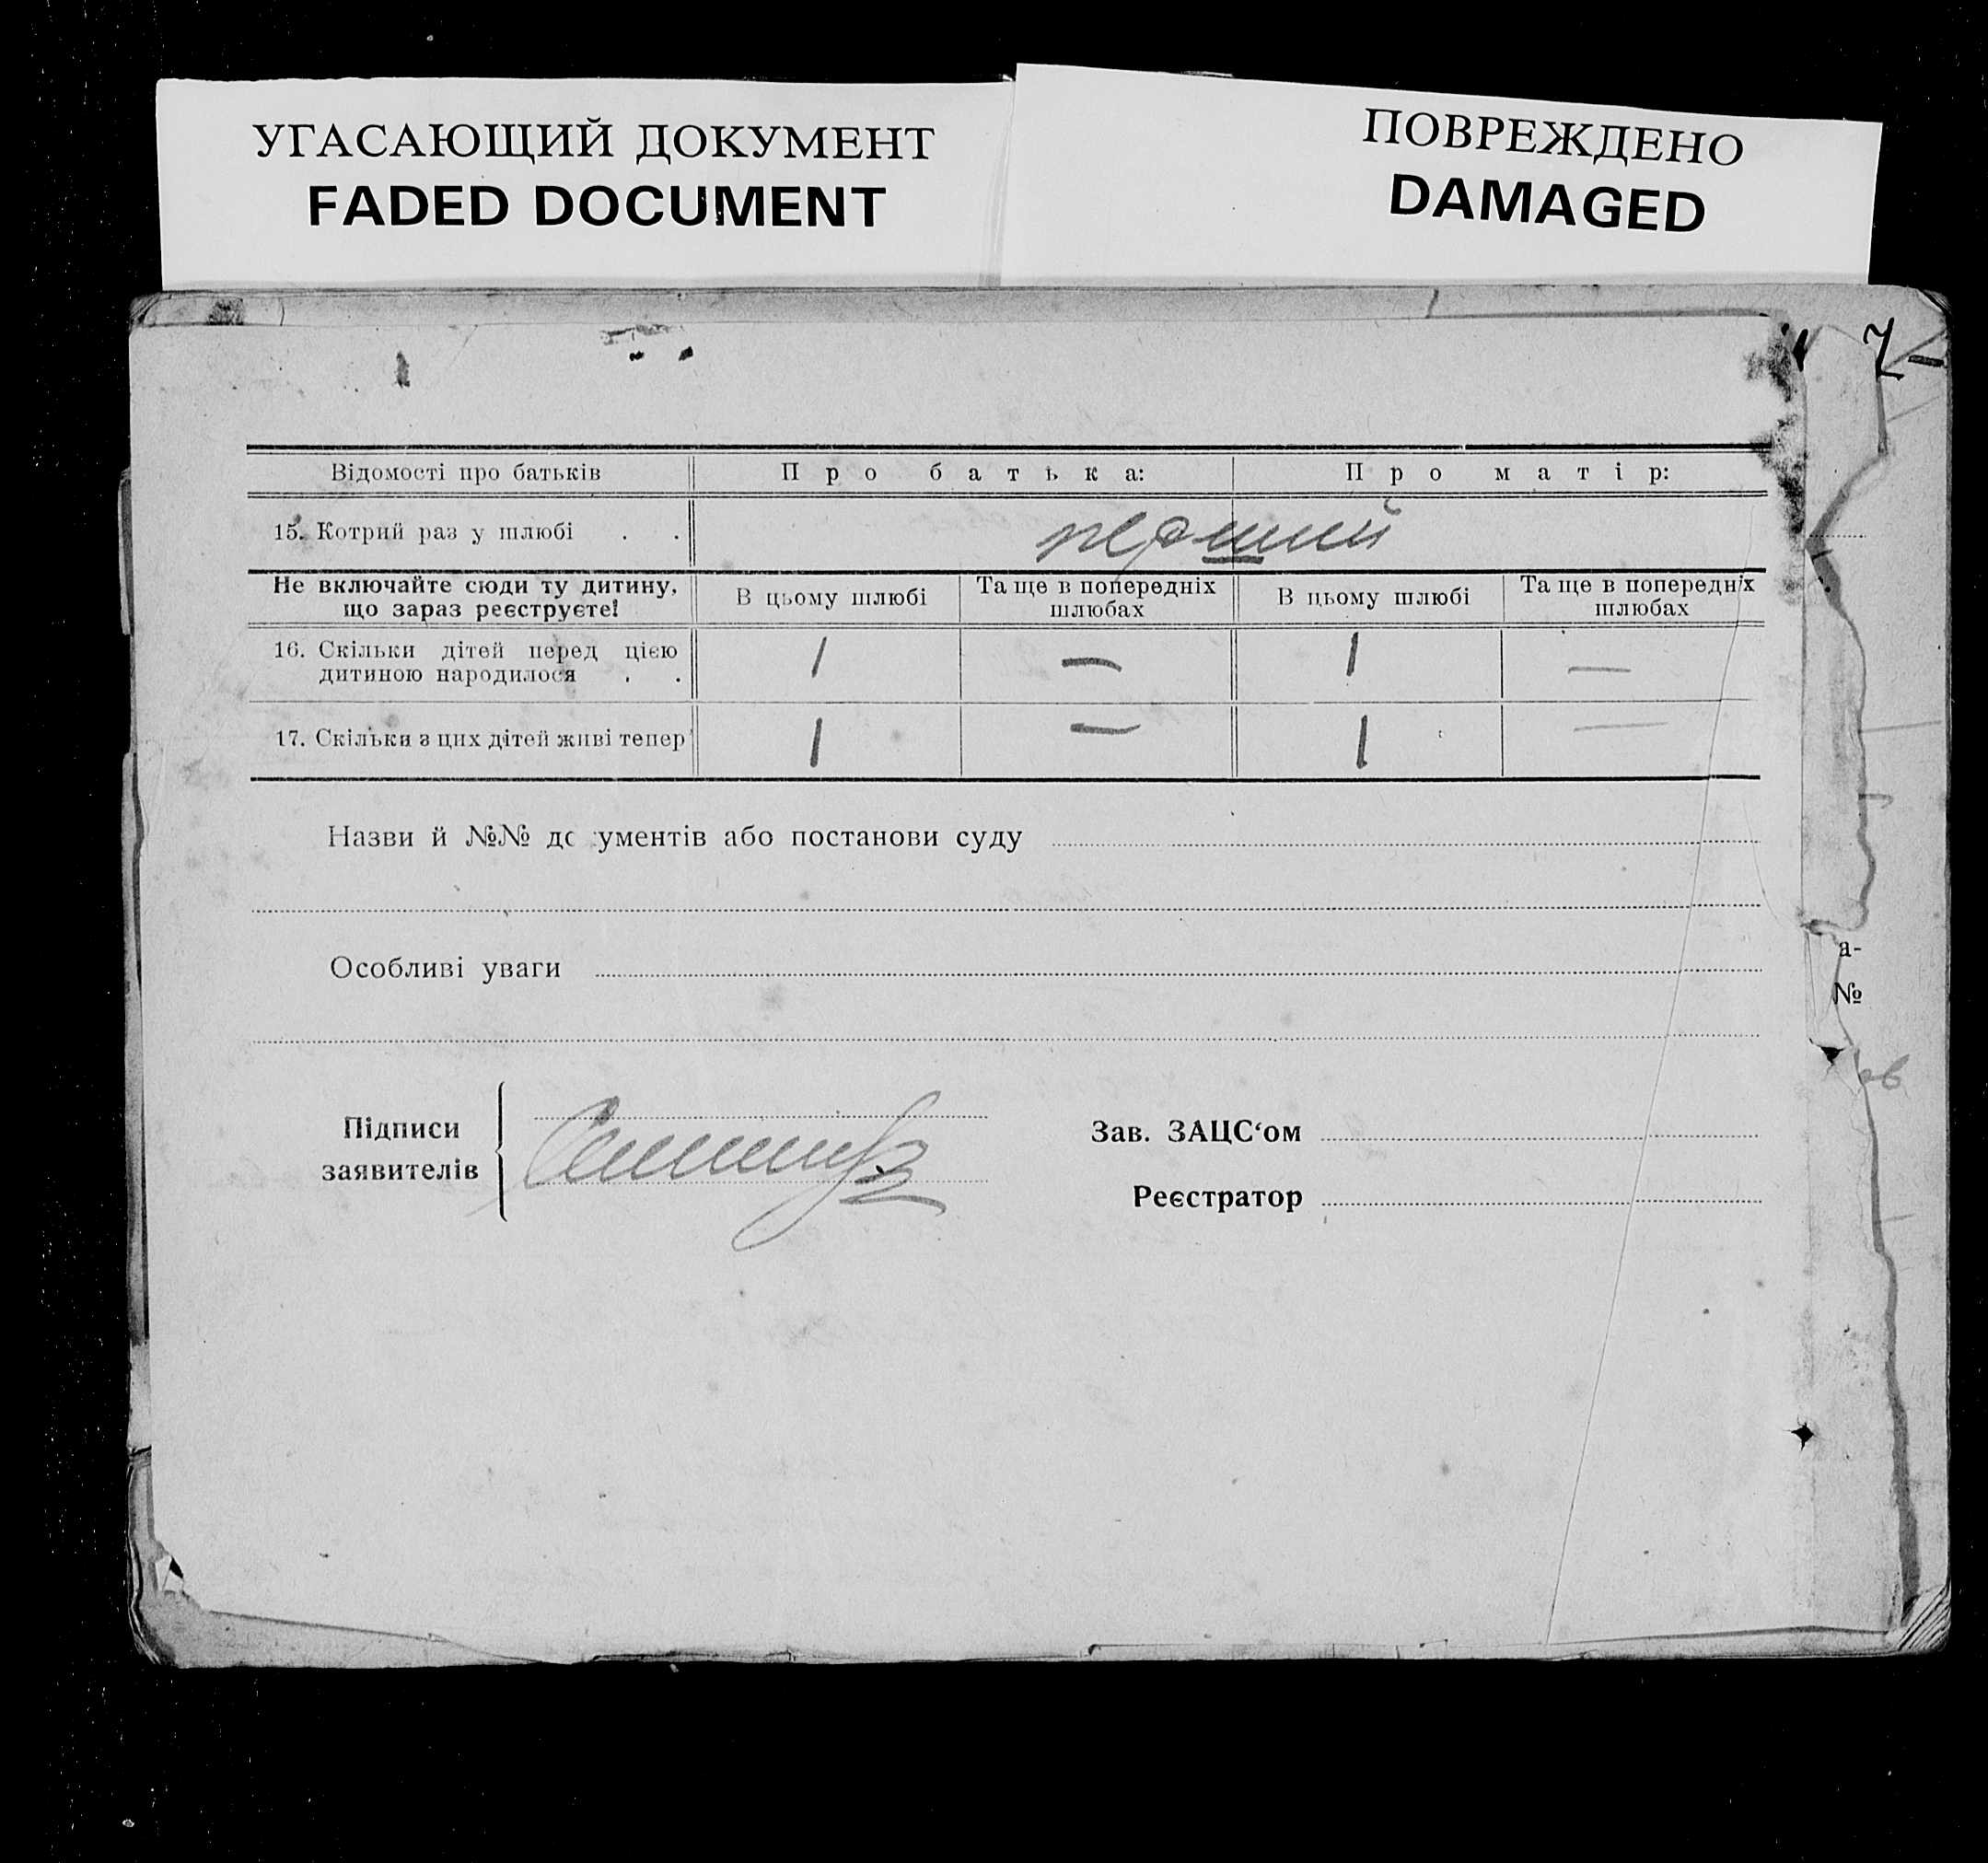 УГАСАЮЩИЙ ДОКУМЕНТ
FADED DOCUMENT
ПОВРЕЖДЕНО
DAMAGED
7-
Відомості про батьків Про батька: Про матір:
15. Котрий раз у шлюбі . . перший
Не включайте сюди ту дитину, що зараз реєструєте! В цьому шлюбі Та ще в попередніх шлюбах В цьому шлюбі Та ще в попередніх шлюбах
16. Скільки дітей перед цією дитиною народилося . . 1 — 1 —
17. Скільки з цих дітей живі тепер 1 — 1 —
Назви й №№ документів або постанови суду
а-
Особливі уваги
№
ов
Підписи заявителів
Зав. ЗАЦС‘ом
Реєстратор